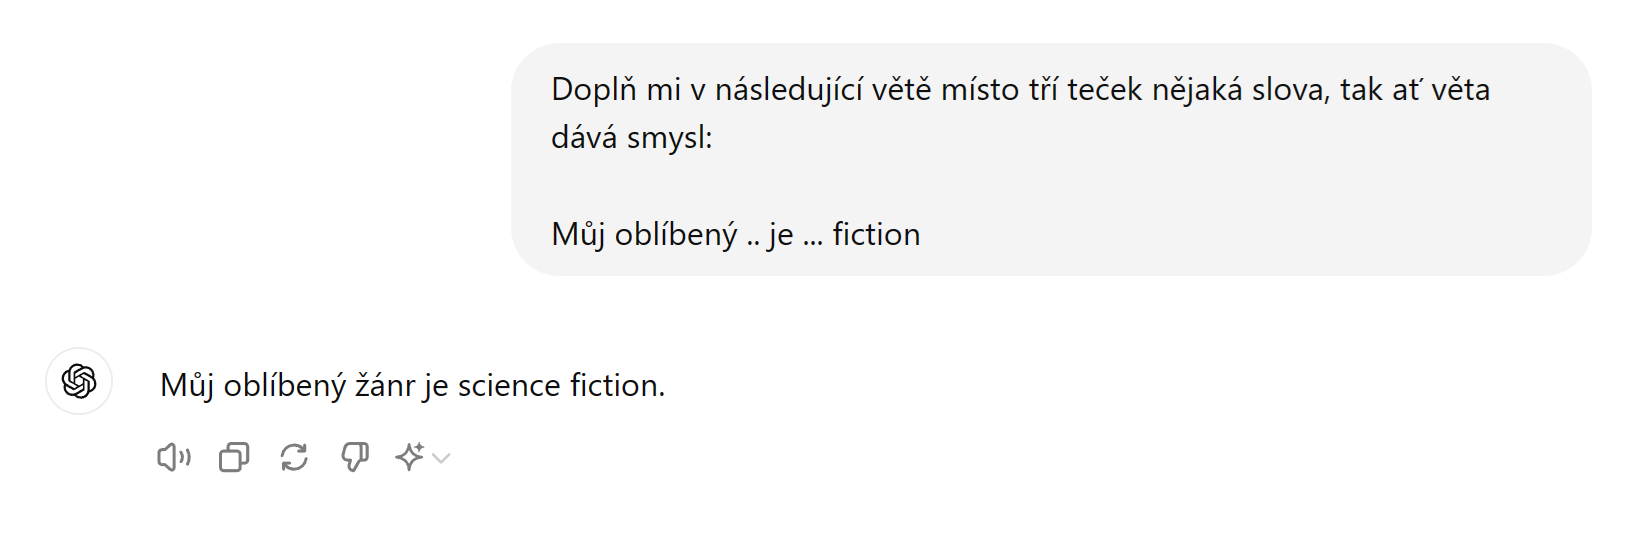 Doplň mi v následující větě místo tří teček nějaká slova, tak ať věta
dává smysl:
Můj oblíbený .. je ... fiction
Můj oblíbený žánr je science fiction.